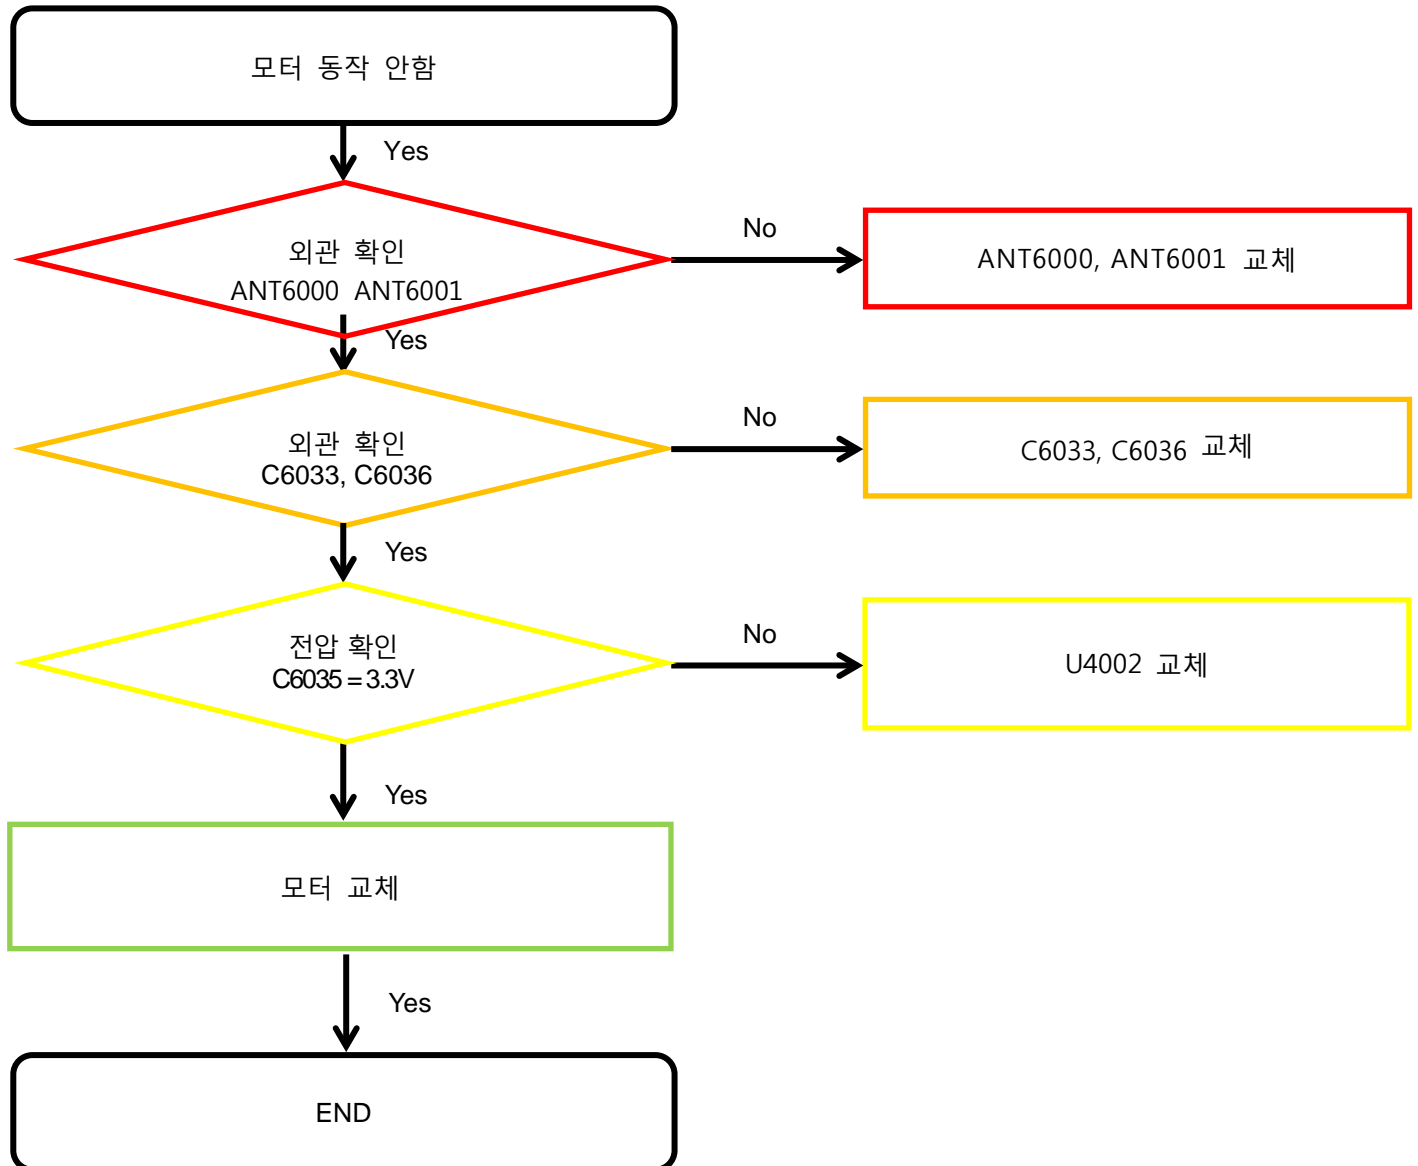 모터 동작 안함
Yes
외관 확인
ANT6000 ANT6001
No
ANT6000, ANT6001 교체
Yes
외관 확인
C6033, C6036
No
C6033, C6036 교체
Yes
전압 확인
C6035 = 3.3V
No
U4002 교체
Yes
모터 교체
Yes
END